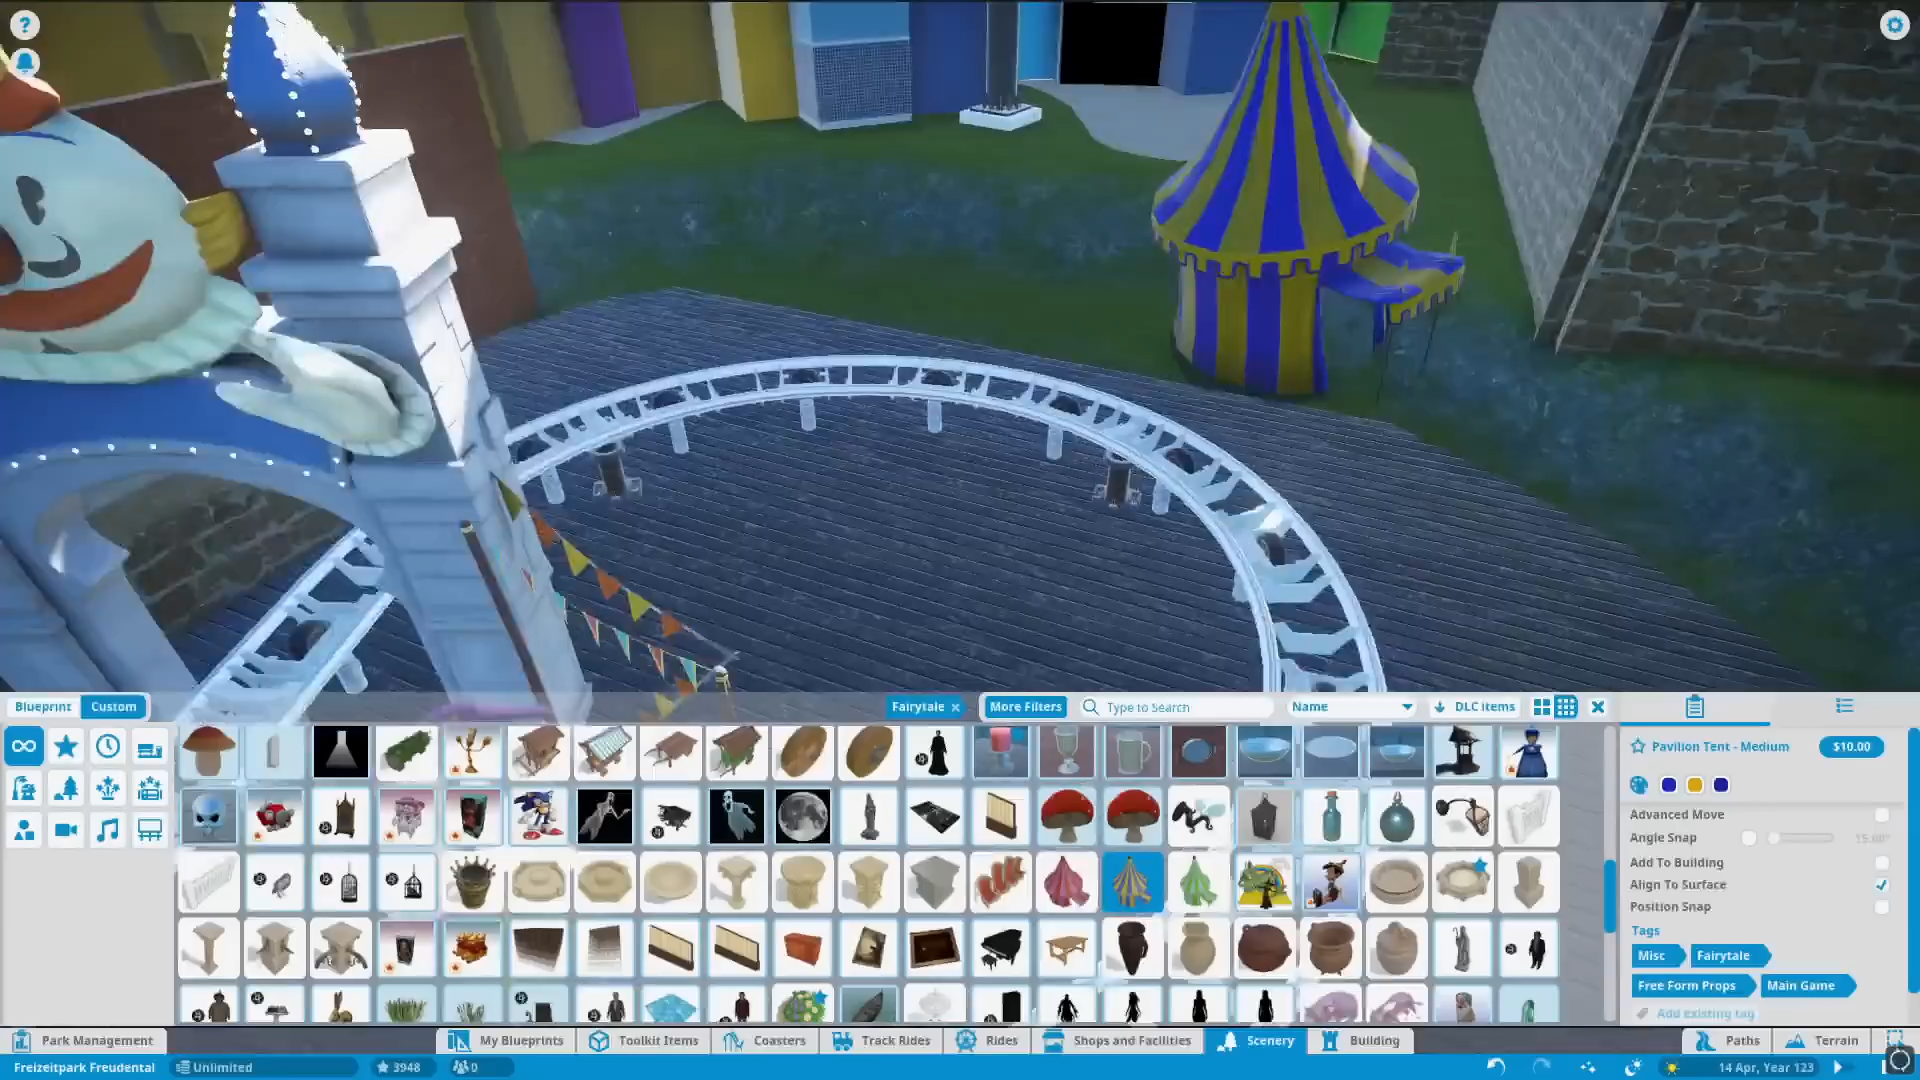 ?
Blueprint
Custom
Fairytale ×
More Filters
Type to Search
Name
DLC items
Pavilion Tent - Medium
$10.00
Advanced Move
Angle Snap
15.00°
Add To Building
Align To Surface
Position Snap
Tags
Misc
Fairytale
Free Form Props
Main Game
Add existing tag
Park Management
My Blueprints
Toolkit Items
Coasters
Track Rides
Rides
Shops and Facilities
Scenery
Building
Paths
Terrain
Freizeitpark Freudental
Unlimited
3948
0
14 Apr, Year 123